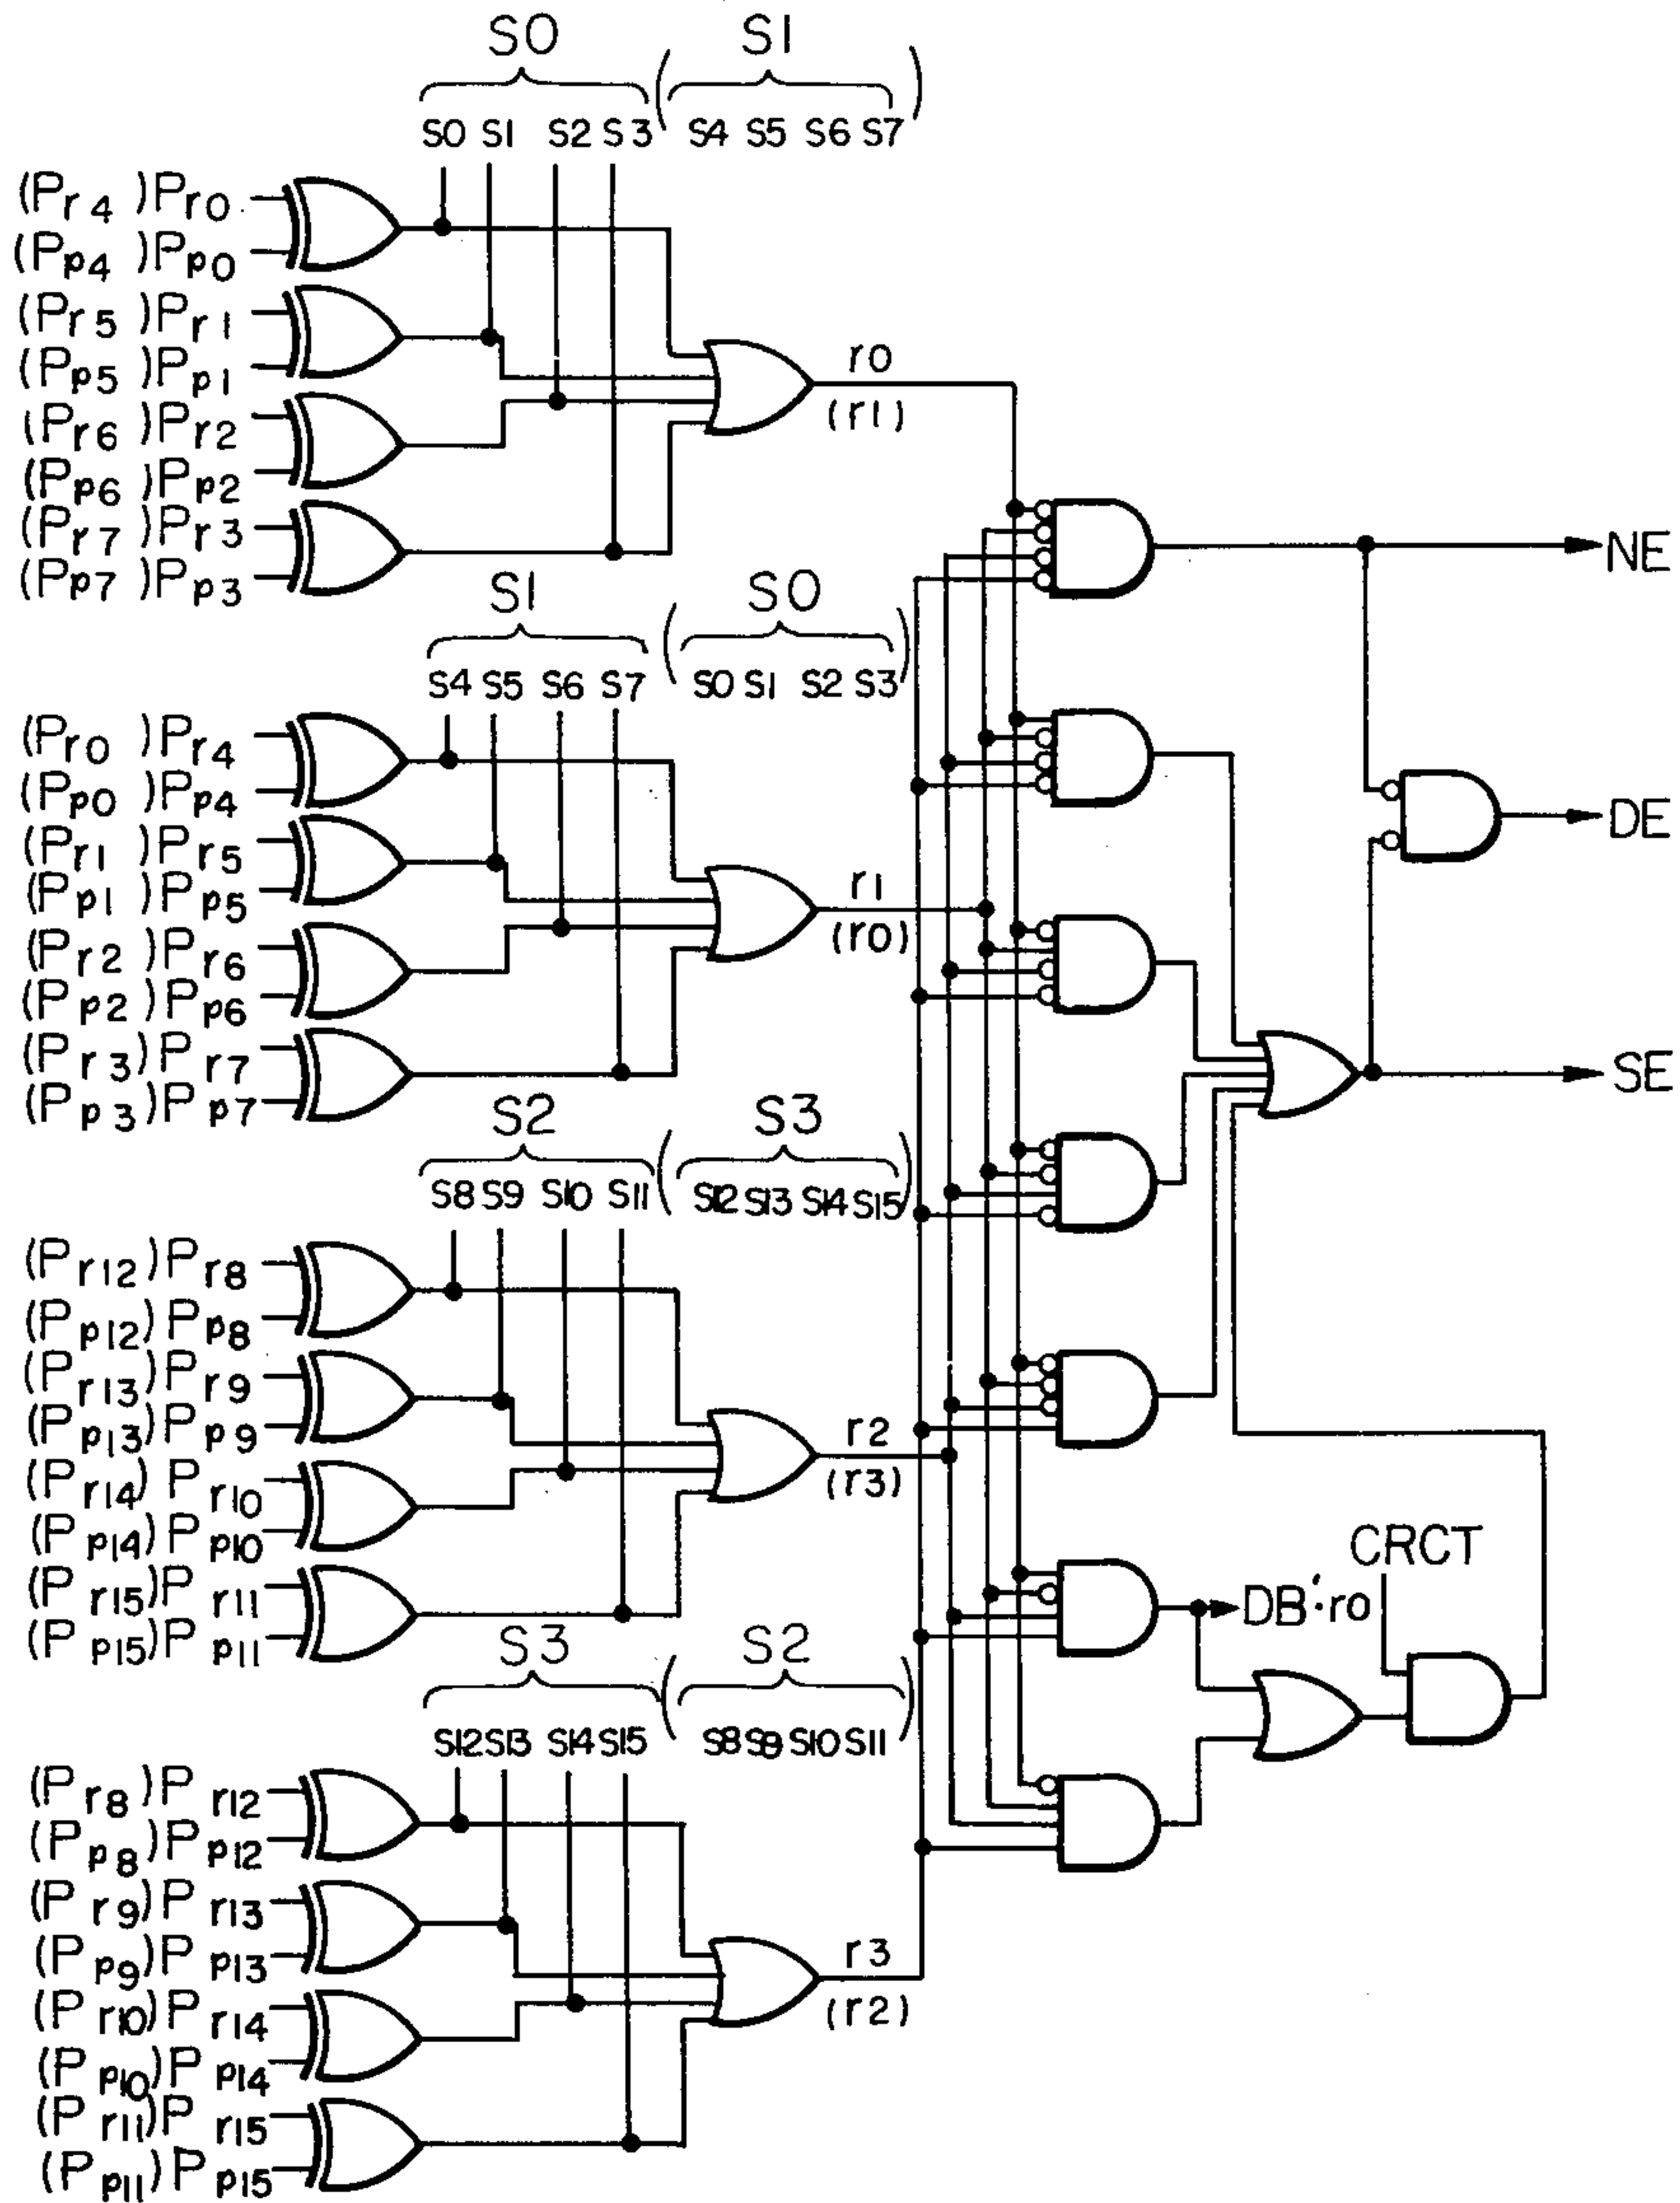 S0 ( S1 )
S0 S1 S2 S3 S4 S5 S6 S7
(Pr4 )Pr0
(Pp4 )Pp0
(Pr5 )Pr1
(Pp5 )Pp1
(Pr6 )Pr2
(Pp6 )Pp2
(Pr7 )Pr3
(Pp7 )Pp3
r0
(r1)
NE
S1 ( S0 )
S4 S5 S6 S7 S0 S1 S2 S3
(Pr0 )Pr4
(Pp0 )Pp4
(Pr1 )Pr5
(Pp1 )Pp5
(Pr2 )Pr6
(Pp2 )Pp6
(Pr3)Pr7
(Pp3)Pp7
r1
(r0)
DE
SE
S2 ( S3 )
S8 S9 S10 S11 S12 S13 S14 S15
(Pr12)Pr8
(Pp12)Pp8
(Pr13)Pr9
(Pp13)Pp9
(Pr14)Pr10
(Pp14)Pp10
(Pr15)Pr11
(Pp15)Pp11
r2
(r3)
CRCT
DB'·r0
S3 ( S2 )
S12 S13 S14 S15 S8 S9 S10 S11
(Pr8)Pr12
(Pp8)Pp12
(Pr9)Pr13
(Pp9)Pp13
(Pr10)Pr14
(Pp10)Pp14
(Pr11)Pr15
(Pp11)Pp15
r3
(r2)